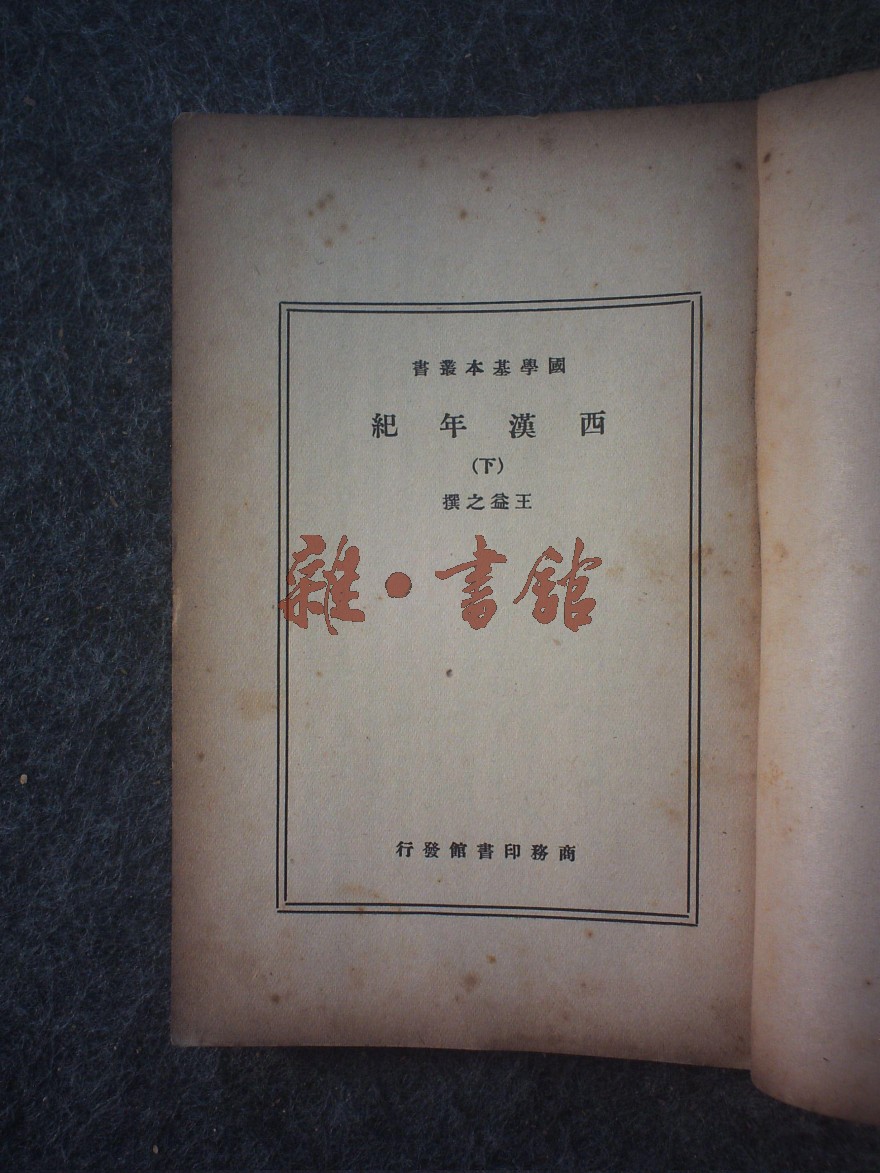 國學基本叢書
西漢年紀
(下)
王益之撰
雜·書館
商務印書館發行